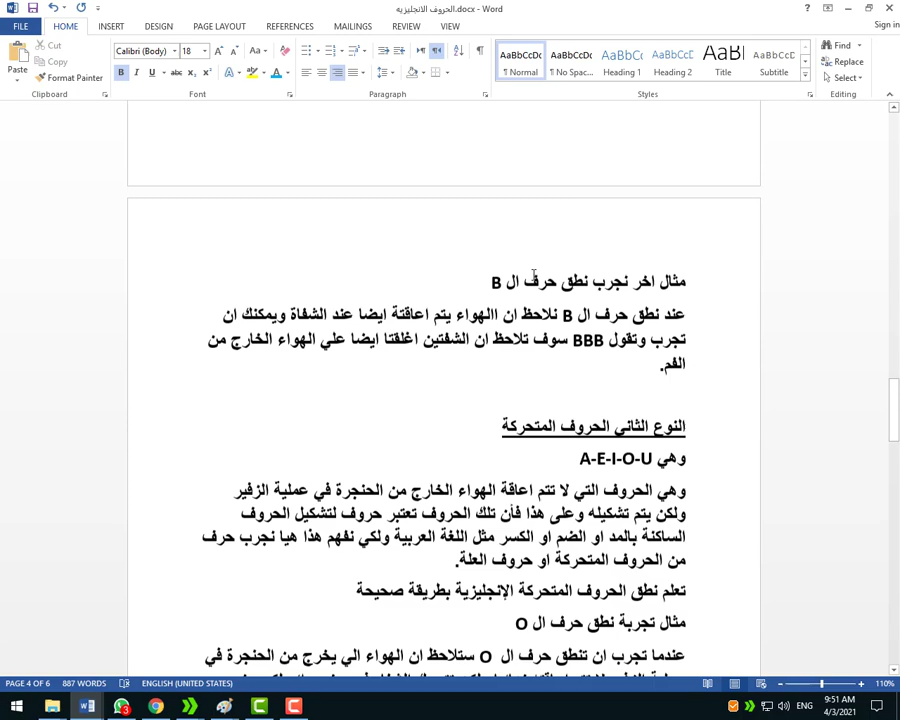 الحروف الانجليزيه.docx - Word
FILE HOME INSERT DESIGN PAGE LAYOUT REFERENCES MAILINGS REVIEW VIEW Sign in
Paste Cut Copy Format Painter Clipboard
Calibri (Body) 18 Font
Paragraph
AaBbCcDc ¶ Normal AaBbCcDc ¶ No Spac... AaBbCc Heading 1 AaBbCcC Heading 2 AaBl Title AaBbCcD Subtitle Styles
Find Replace Select Editing
مثال اخر نجرب نطق حرف ال B
عند نطق حرف ال B نلاحظ ان االهواء يتم اعاقتة ايضا عند الشفاة ويمكنك ان
تجرب وتقول BBB سوف تلاحظ ان الشفتين اغلقتا ايضا علي الهواء الخارج من
الفم.
النوع الثاني الحروف المتحركة
وهي A-E-I-O-U
وهي الحروف التي لا تتم اعاقة الهواء الخارج من الحنجرة في عملية الزفير
ولكن يتم تشكيله وعلى هذا فأن تلك الحروف تعتبر حروف لتشكيل الحروف
الساكنة بالمد او الضم او الكسر مثل اللغة العربية ولكي نفهم هذا هيا نجرب حرف
من الحروف المتحركة او حروف العلة.
تعلم نطق الحروف المتحركة الإنجليزية بطريقة صحيحة
مثال تجربة نطق حرف ال O
عندما تجرب ان تنطق حرف ال O ستلاحظ ان الهواء الي يخرج من الحنجرة في
PAGE 4 OF 6 887 WORDS ENGLISH (UNITED STATES) 110%
ENG 9:51 AM
4/3/2021